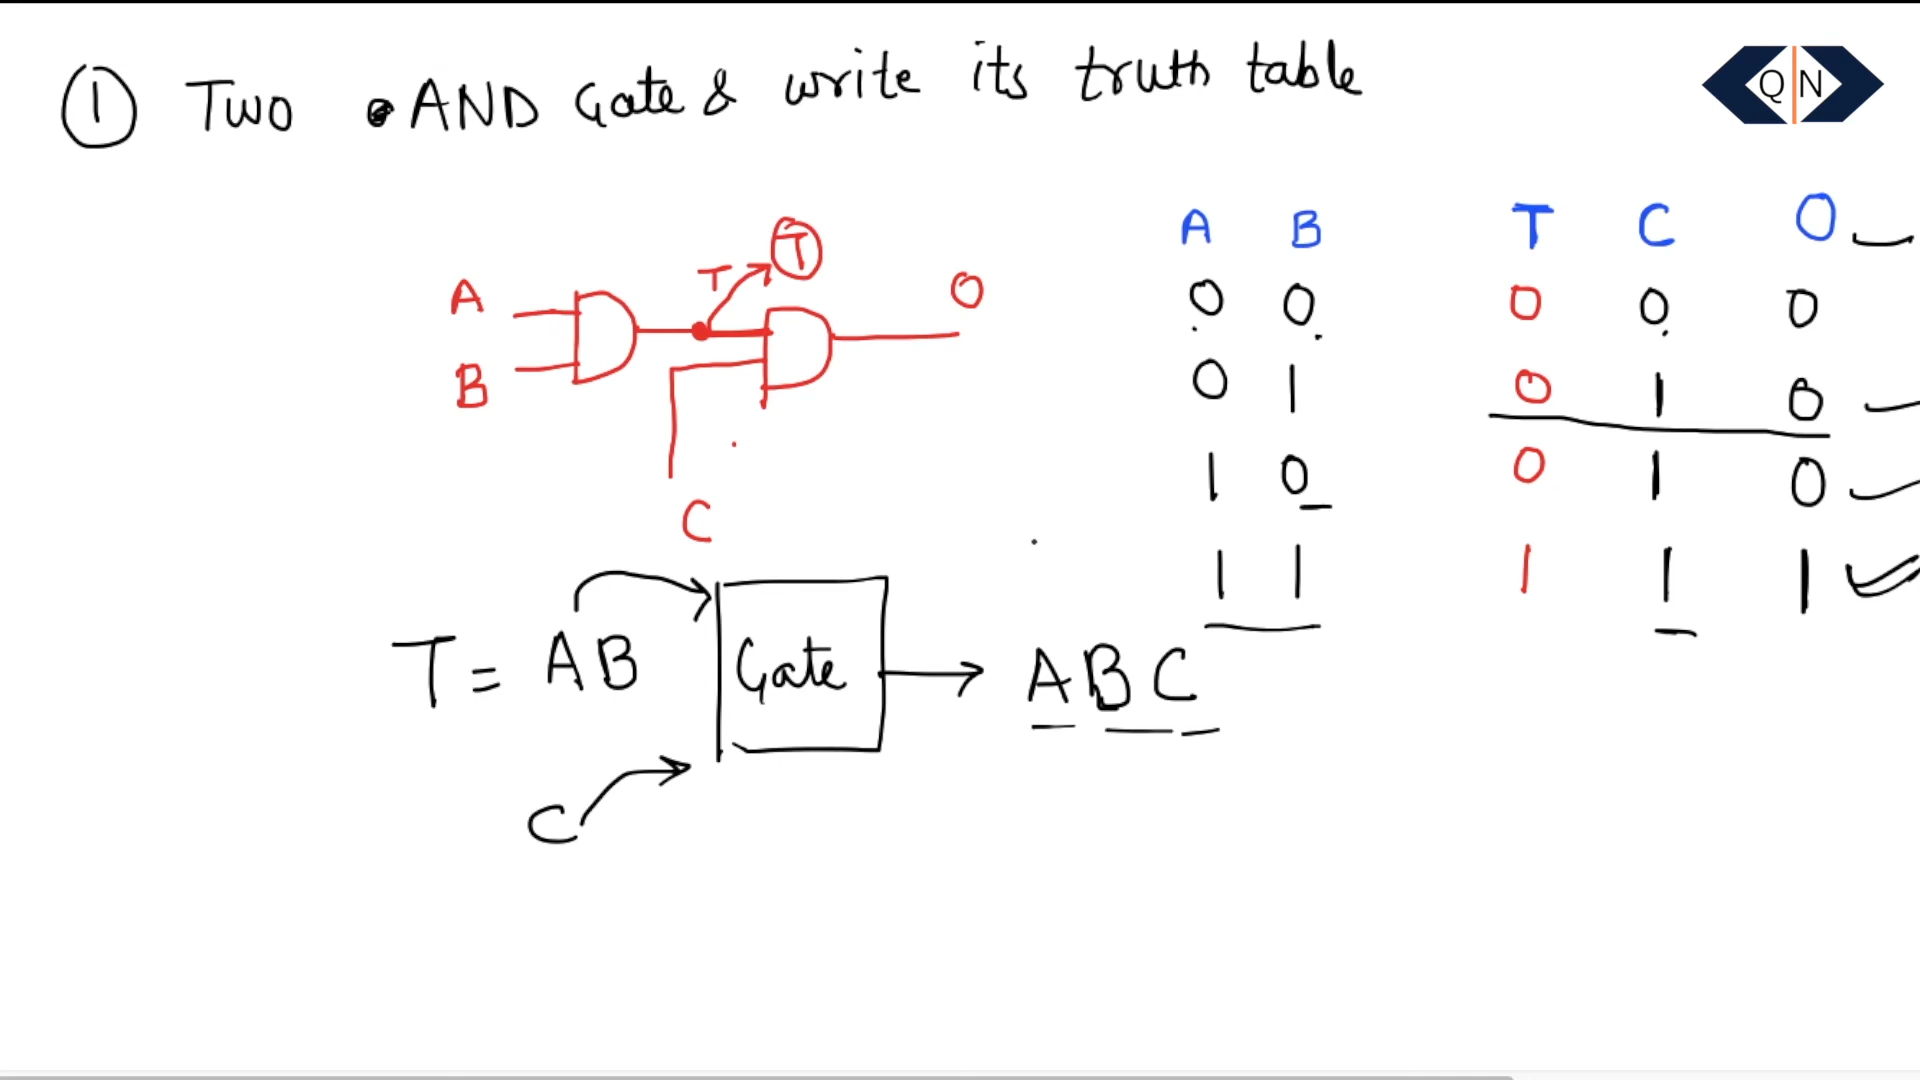 ① Two AND Gate & write its truth table
Q N
A B T C O
0 0 0 0 0
0 1 0 1 0
1 0 0 1 0
1 1 1 1 1
T
T
A
O
B
C
T = AB
Gate
ABC
C